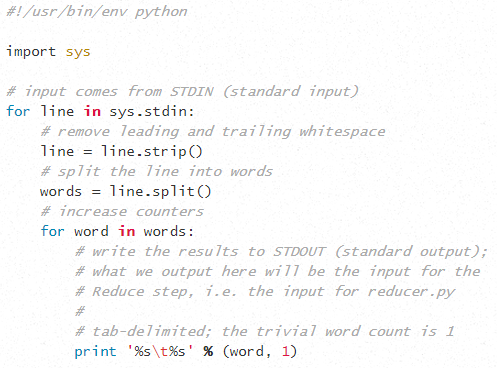 #!/usr/bin/env python
import sys
# input comes from STDIN (standard input)
for line in sys.stdin:
    # remove leading and trailing whitespace
    line = line.strip()
    # split the line into words
    words = line.split()
    # increase counters
    for word in words:
        # write the results to STDOUT (standard output);
        # what we output here will be the input for the
        # Reduce step, i.e. the input for reducer.py
        #
        # tab-delimited; the trivial word count is 1
        print '%s\t%s' % (word, 1)